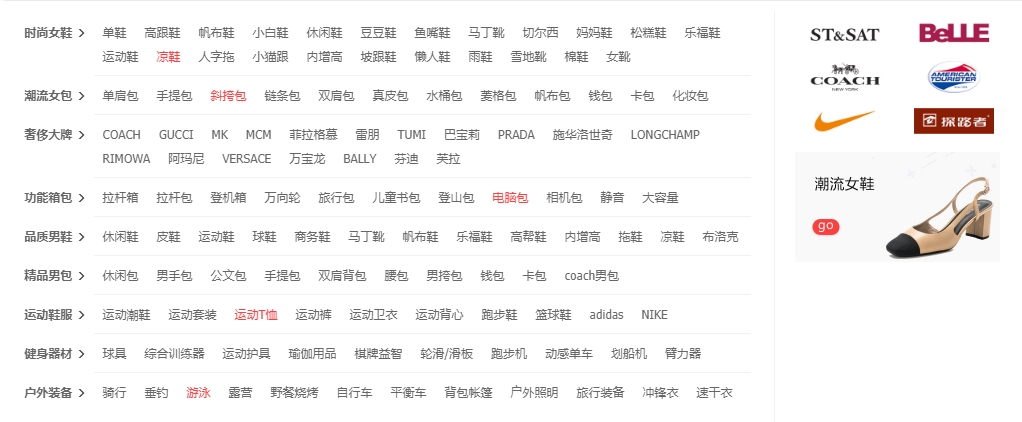 时尚女鞋 > 单鞋 高跟鞋 帆布鞋 小白鞋 休闲鞋 豆豆鞋 鱼嘴鞋 马丁靴 切尔西 妈妈鞋 松糕鞋 乐福鞋
运动鞋 凉鞋 人字拖 小猫跟 内增高 坡跟鞋 懒人鞋 雨鞋 雪地靴 棉鞋 女靴
潮流女包 > 单肩包 手提包 斜挎包 链条包 双肩包 真皮包 水桶包 菱格包 帆布包 钱包 卡包 化妆包
奢侈大牌 > COACH GUCCI MK MCM 菲拉格慕 雷朋 TUMI 巴宝莉 PRADA 施华洛世奇 LONGCHAMP
RIMOWA 阿玛尼 VERSACE 万宝龙 BALLY 芬迪 芙拉
功能箱包 > 拉杆箱 拉杆包 登机箱 万向轮 旅行包 儿童书包 登山包 电脑包 相机包 静音 大容量
品质男鞋 > 休闲鞋 皮鞋 运动鞋 球鞋 商务鞋 马丁靴 帆布鞋 乐福鞋 高帮鞋 内增高 拖鞋 凉鞋 布洛克
精品男包 > 休闲包 男手包 公文包 手提包 双肩背包 腰包 男挎包 钱包 卡包 coach男包
运动鞋服 > 运动潮鞋 运动套装 运动T恤 运动裤 运动卫衣 运动背心 跑步鞋 篮球鞋 adidas NIKE
健身器材 > 球具 综合训练器 运动护具 瑜伽用品 棋牌益智 轮滑/滑板 跑步机 动感单车 划船机 臂力器
户外装备 > 骑行 垂钓 游泳 露营 野餐烧烤 自行车 平衡车 背包帐篷 户外照明 旅行装备 冲锋衣 速干衣
ST&SAT BeLLE
COACH AMERICAN TOURISTER
NEW YORK
探路者
潮流女鞋
go